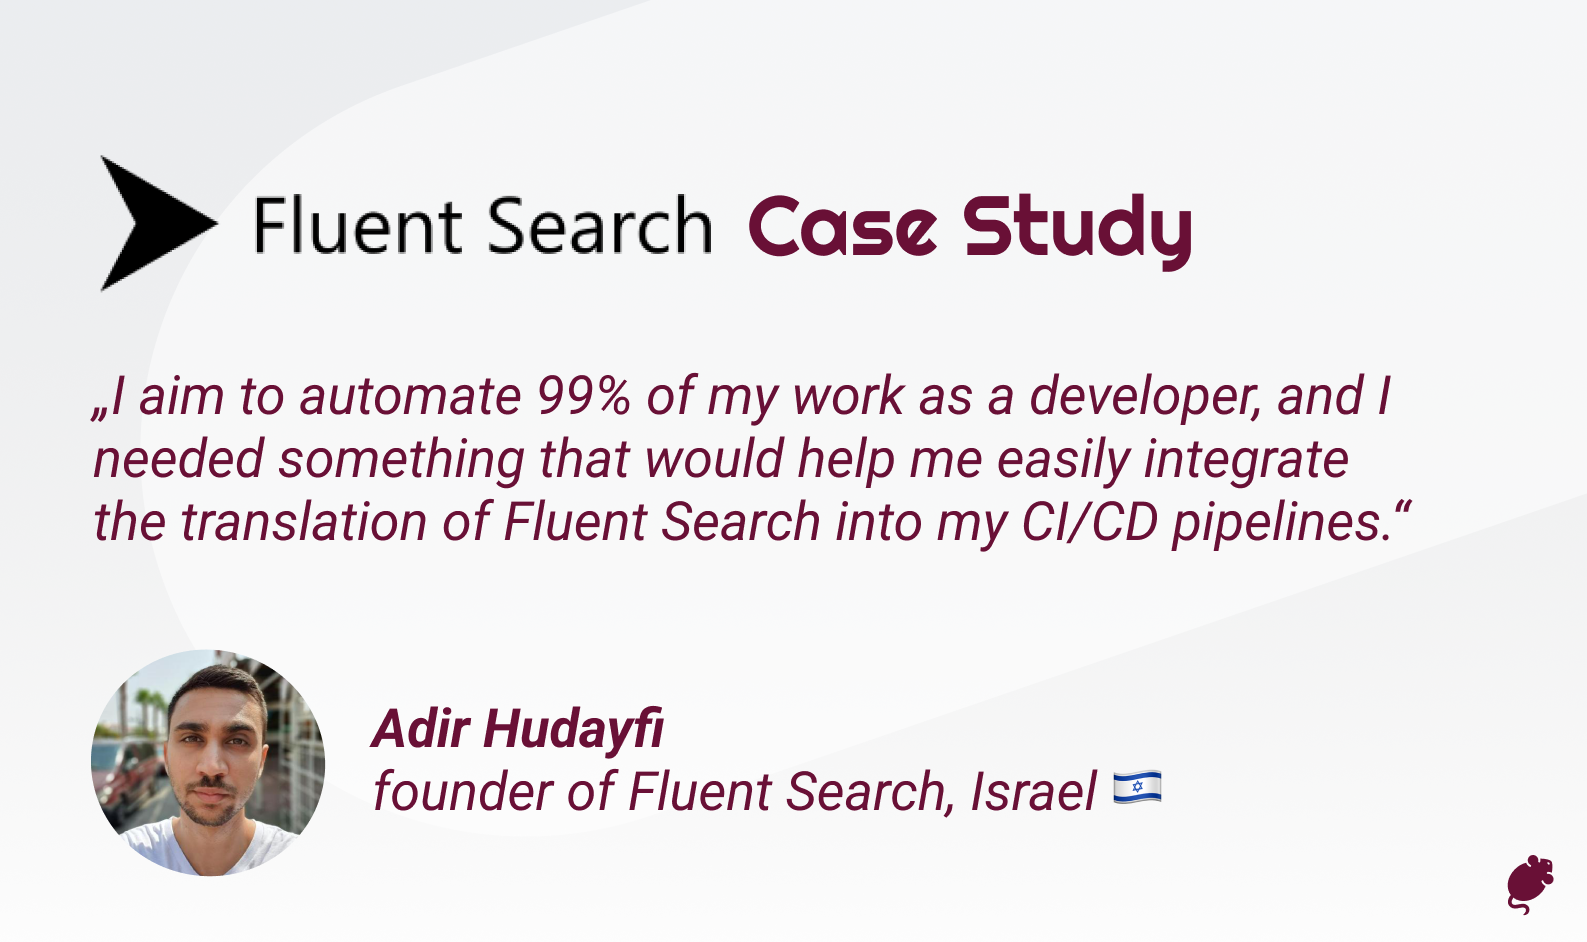 Fluent Search Case Study
„I aim to automate 99% of my work as a developer, and I
needed something that would help me easily integrate
the translation of Fluent Search into my CI/CD pipelines.“
Adir Hudayfi
founder of Fluent Search, Israel 🇮🇱